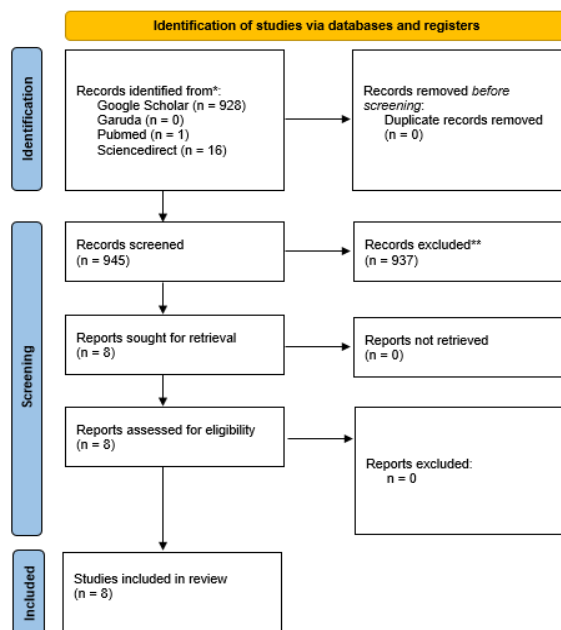 Identification of studies via databases and registers
Identification
Records identified from*:
Google Scholar (n = 928)
Garuda (n = 0)
Pubmed (n = 1)
Sciencedirect (n = 16)
Records removed before
screening:
Duplicate records removed
(n = 0)
Screening
Records screened
(n = 945)
Records excluded**
(n = 937)
Reports sought for retrieval
(n = 8)
Reports not retrieved
(n = 0)
Reports assessed for eligibility
(n = 8)
Reports excluded:
n = 0
Included
Studies included in review
(n = 8)